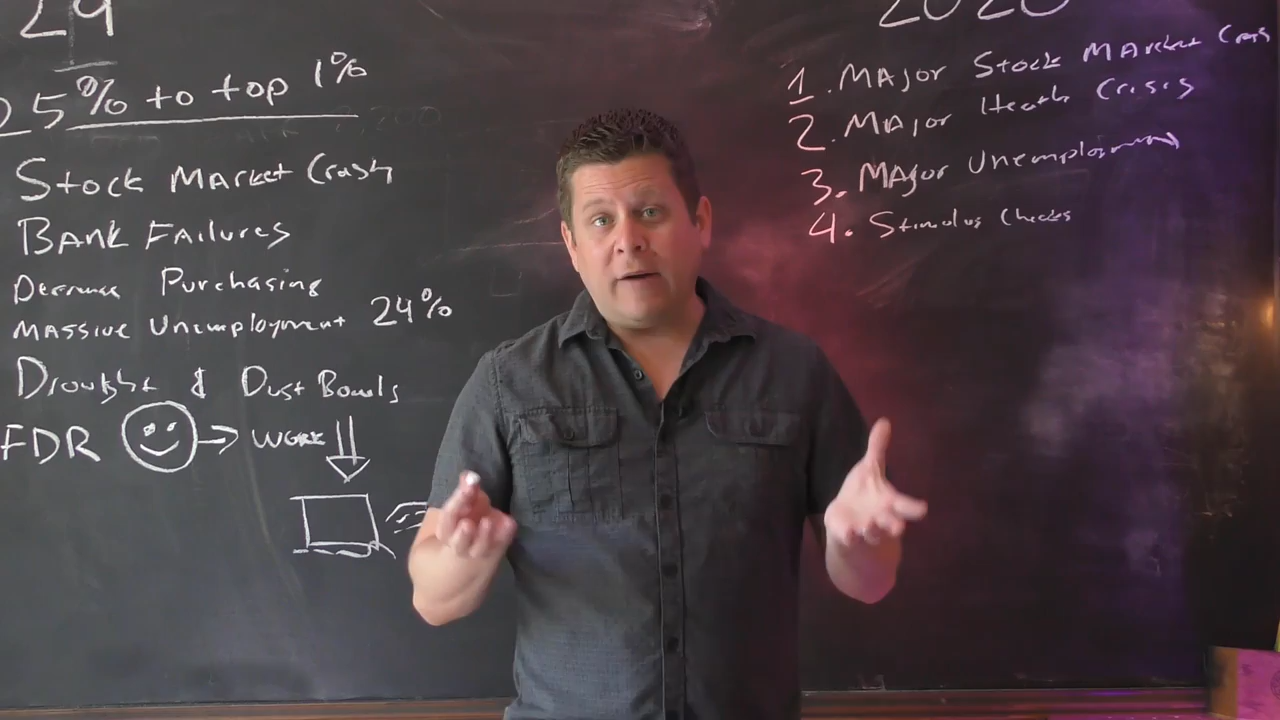 29
25% to top 1%
Stock Market Crash
Bank Failures
Decrease Purchasing
Massive Unemployment 24%
Drought & Dust Bowls
FDR → work
2020
1. Major Stock Market Crash
2. Major Heath Crisis
3. Major Unemployment
4. Stimulus Checks